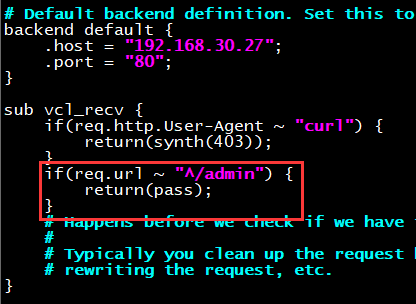 # Default backend definition. Set this to
backend default {
    .host = "192.168.30.27";
    .port = "80";
}
sub vcl_recv {
    if(req.http.User-Agent ~ "curl") {
        return(synth(403));
    }
    if(req.url ~ "^/admin") {
        return(pass);
    }
    # Happens before we check if we have
    #
    # Typically you clean up the request
    # rewriting the request, etc.
}